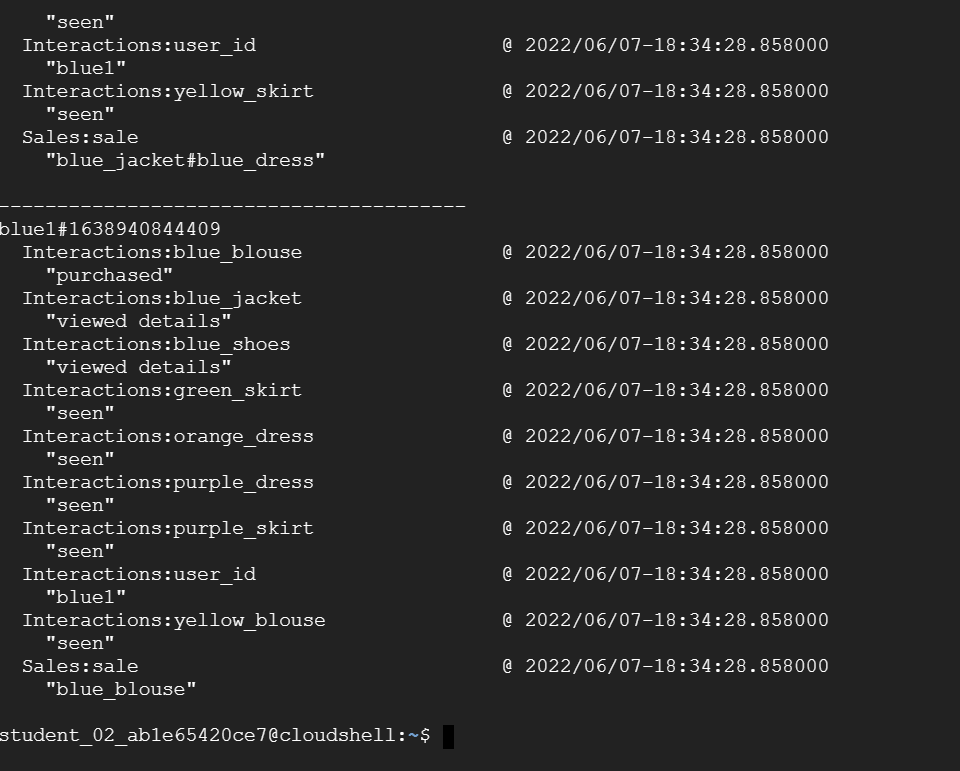 "seen"
Interactions:user_id @ 2022/06/07-18:34:28.858000
"blue1"
Interactions:yellow_skirt @ 2022/06/07-18:34:28.858000
"seen"
Sales:sale @ 2022/06/07-18:34:28.858000
"blue_jacket#blue_dress"
----------------------------------------
blue1#1638940844409
Interactions:blue_blouse @ 2022/06/07-18:34:28.858000
"purchased"
Interactions:blue_jacket @ 2022/06/07-18:34:28.858000
"viewed details"
Interactions:blue_shoes @ 2022/06/07-18:34:28.858000
"viewed details"
Interactions:green_skirt @ 2022/06/07-18:34:28.858000
"seen"
Interactions:orange_dress @ 2022/06/07-18:34:28.858000
"seen"
Interactions:purple_dress @ 2022/06/07-18:34:28.858000
"seen"
Interactions:purple_skirt @ 2022/06/07-18:34:28.858000
"seen"
Interactions:user_id @ 2022/06/07-18:34:28.858000
"blue1"
Interactions:yellow_blouse @ 2022/06/07-18:34:28.858000
"seen"
Sales:sale @ 2022/06/07-18:34:28.858000
"blue_blouse"
student_02_ab1e65420ce7@cloudshell:~$